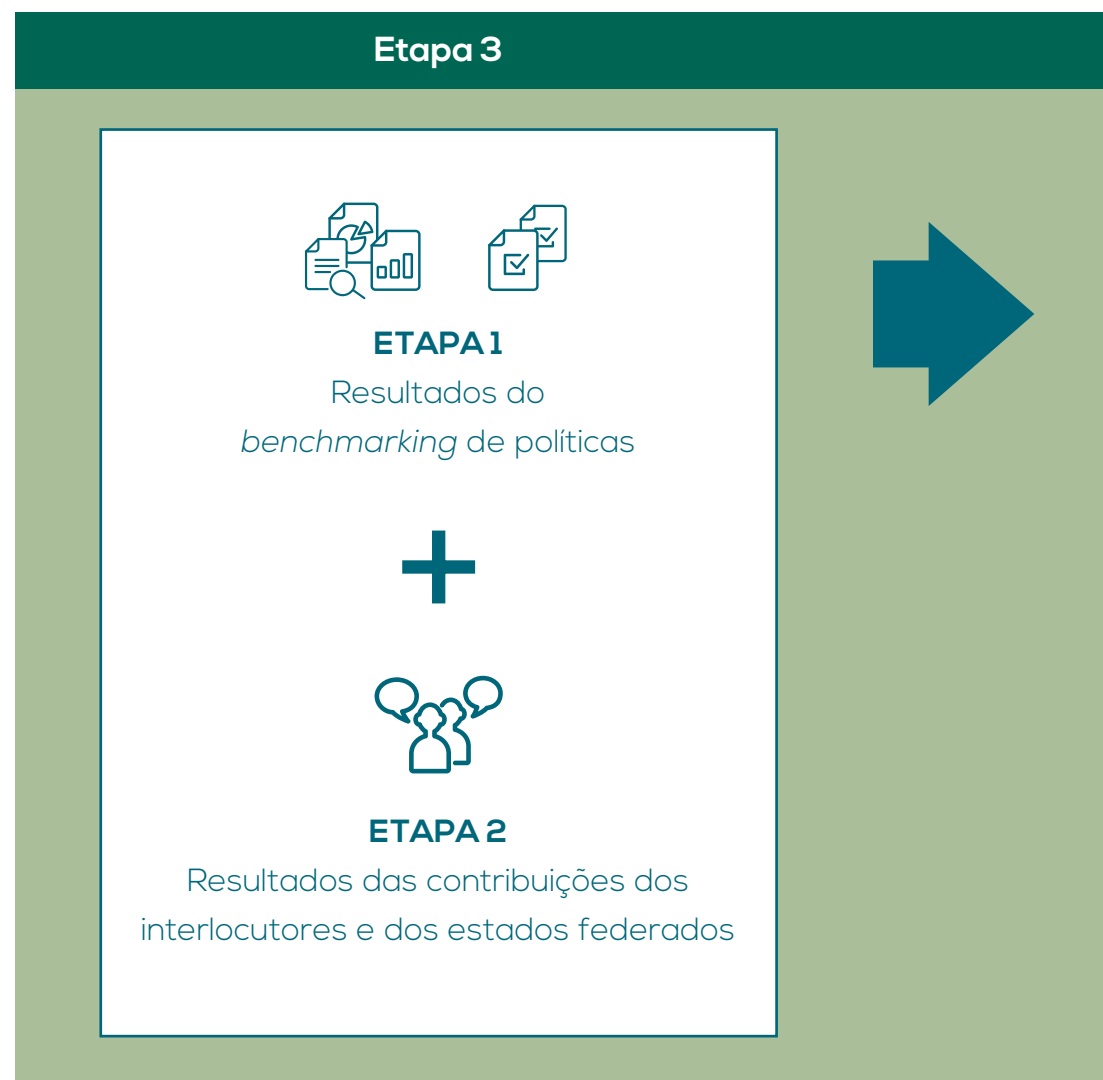 Etapa 3
ETAPA 1
Resultados do
benchmarking de políticas
+
ETAPA 2
Resultados das contribuições dos
interlocutores e dos estados federados